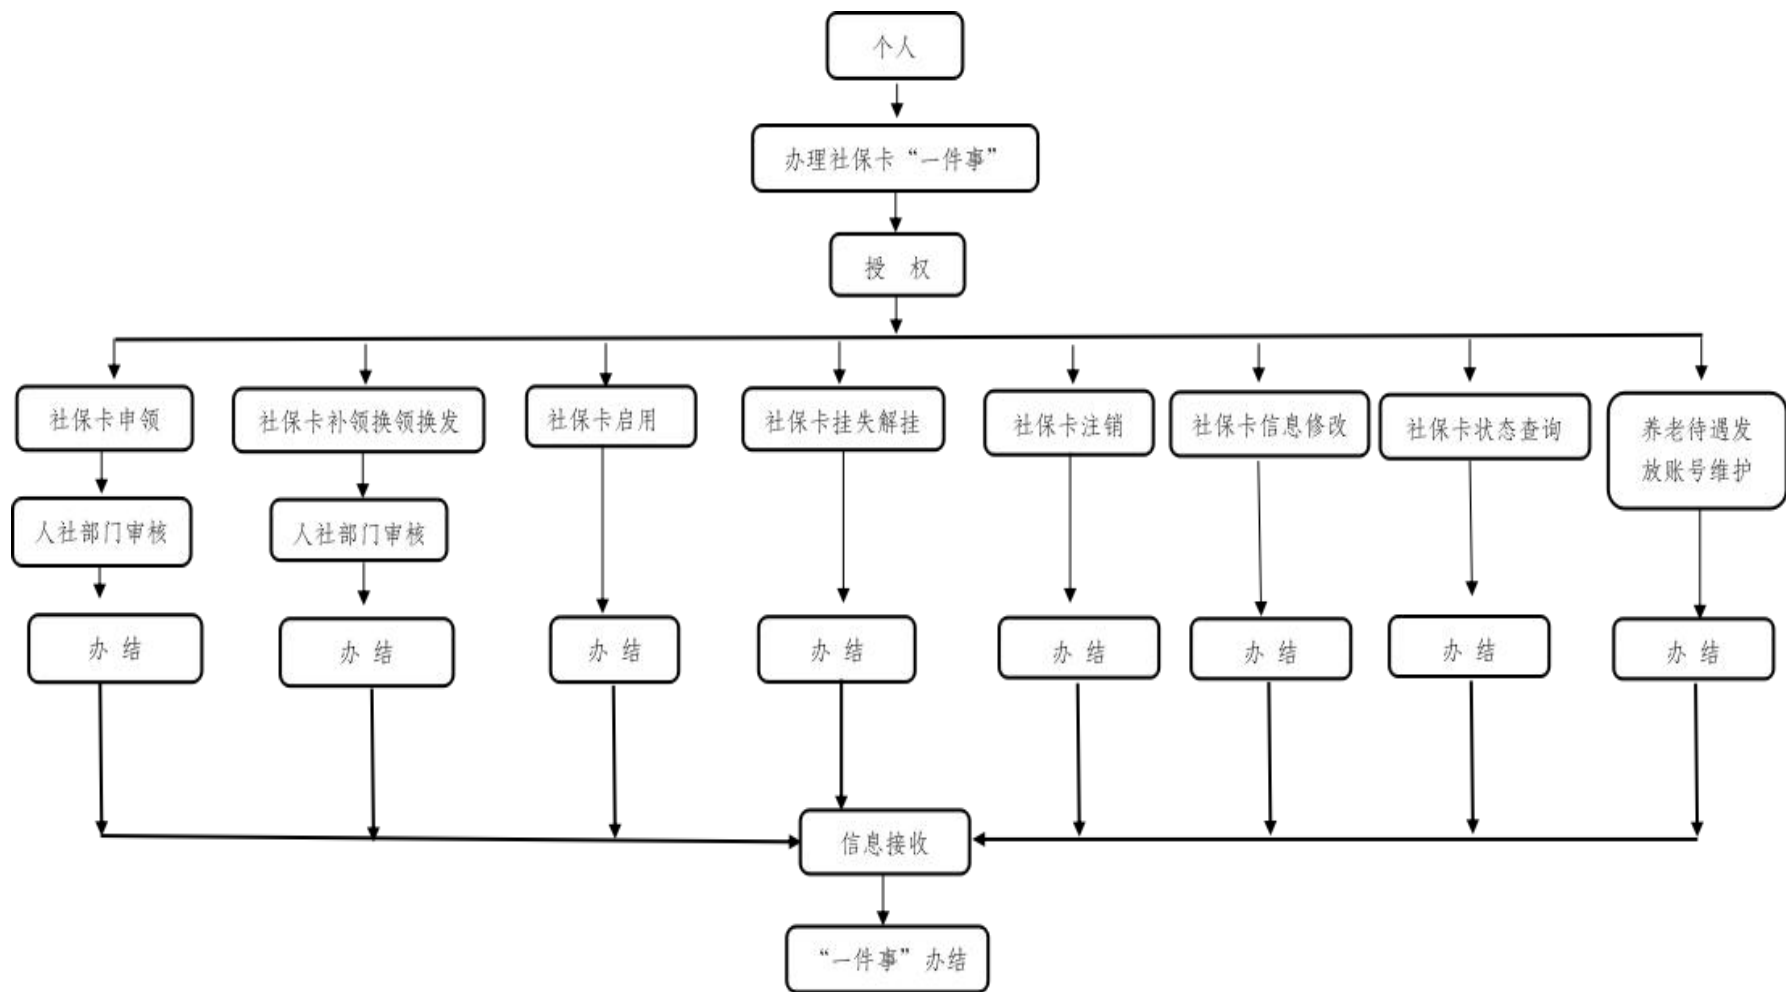 个人
办理社保卡“一件事”
授 权
社保卡申领
社保卡补领换领换发
社保卡启用
社保卡挂失解挂
社保卡注销
社保卡信息修改
社保卡状态查询
养老待遇发
放账号维护
人社部门审核
人社部门审核
办 结
办 结
办 结
办 结
办 结
办 结
办 结
办 结
信息接收
“一件事”办结